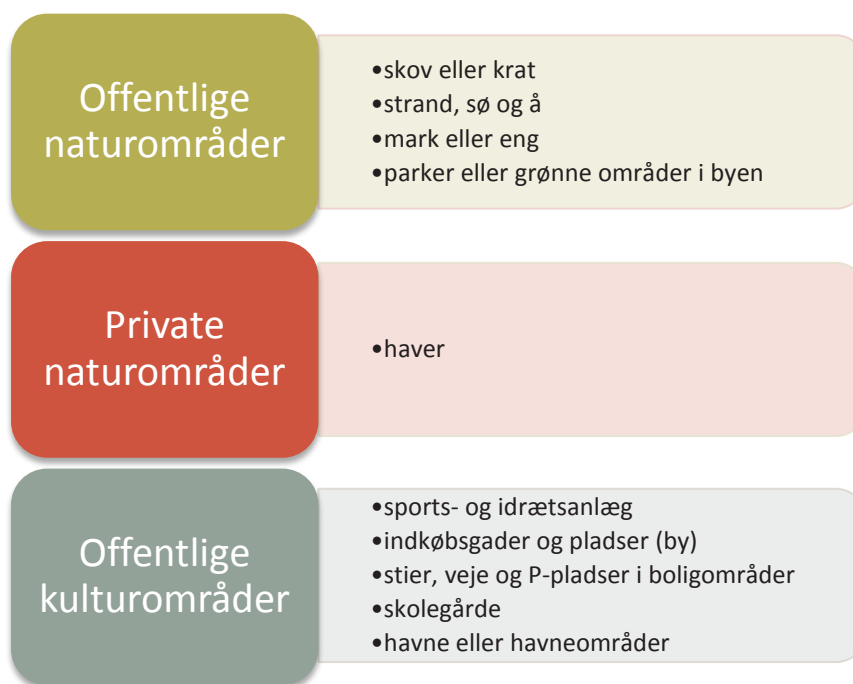 Offentlige
naturområder
•skov eller krat
•strand, sø og å
•mark eller eng
•parker eller grønne områder i byen
Private
naturområder
•haver
Offentlige
kulturområder
•sports- og idrætsanlæg
•indkøbsgader og pladser (by)
•stier, veje og P-pladser i boligområder
•skolegårde
•havne eller havneområder